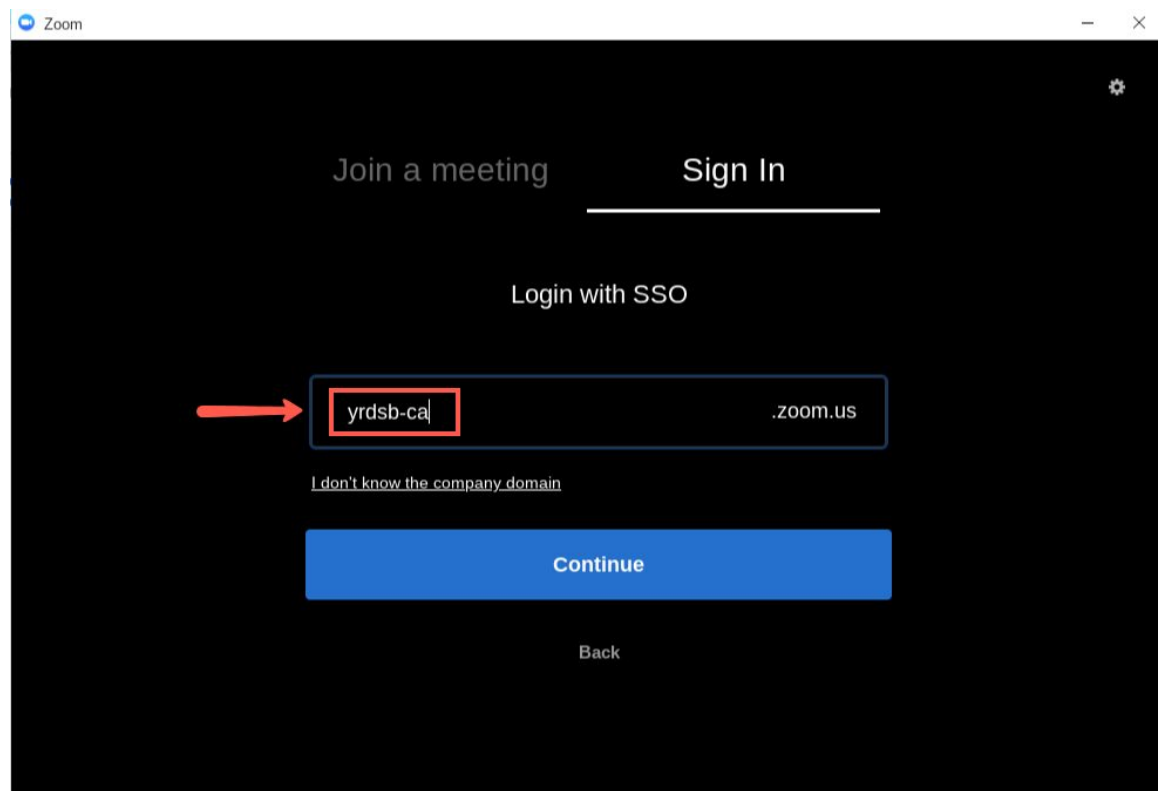 Zoom
Join a meeting Sign In
Login with SSO
yrdsb-ca .zoom.us
I don't know the company domain
Continue
Back